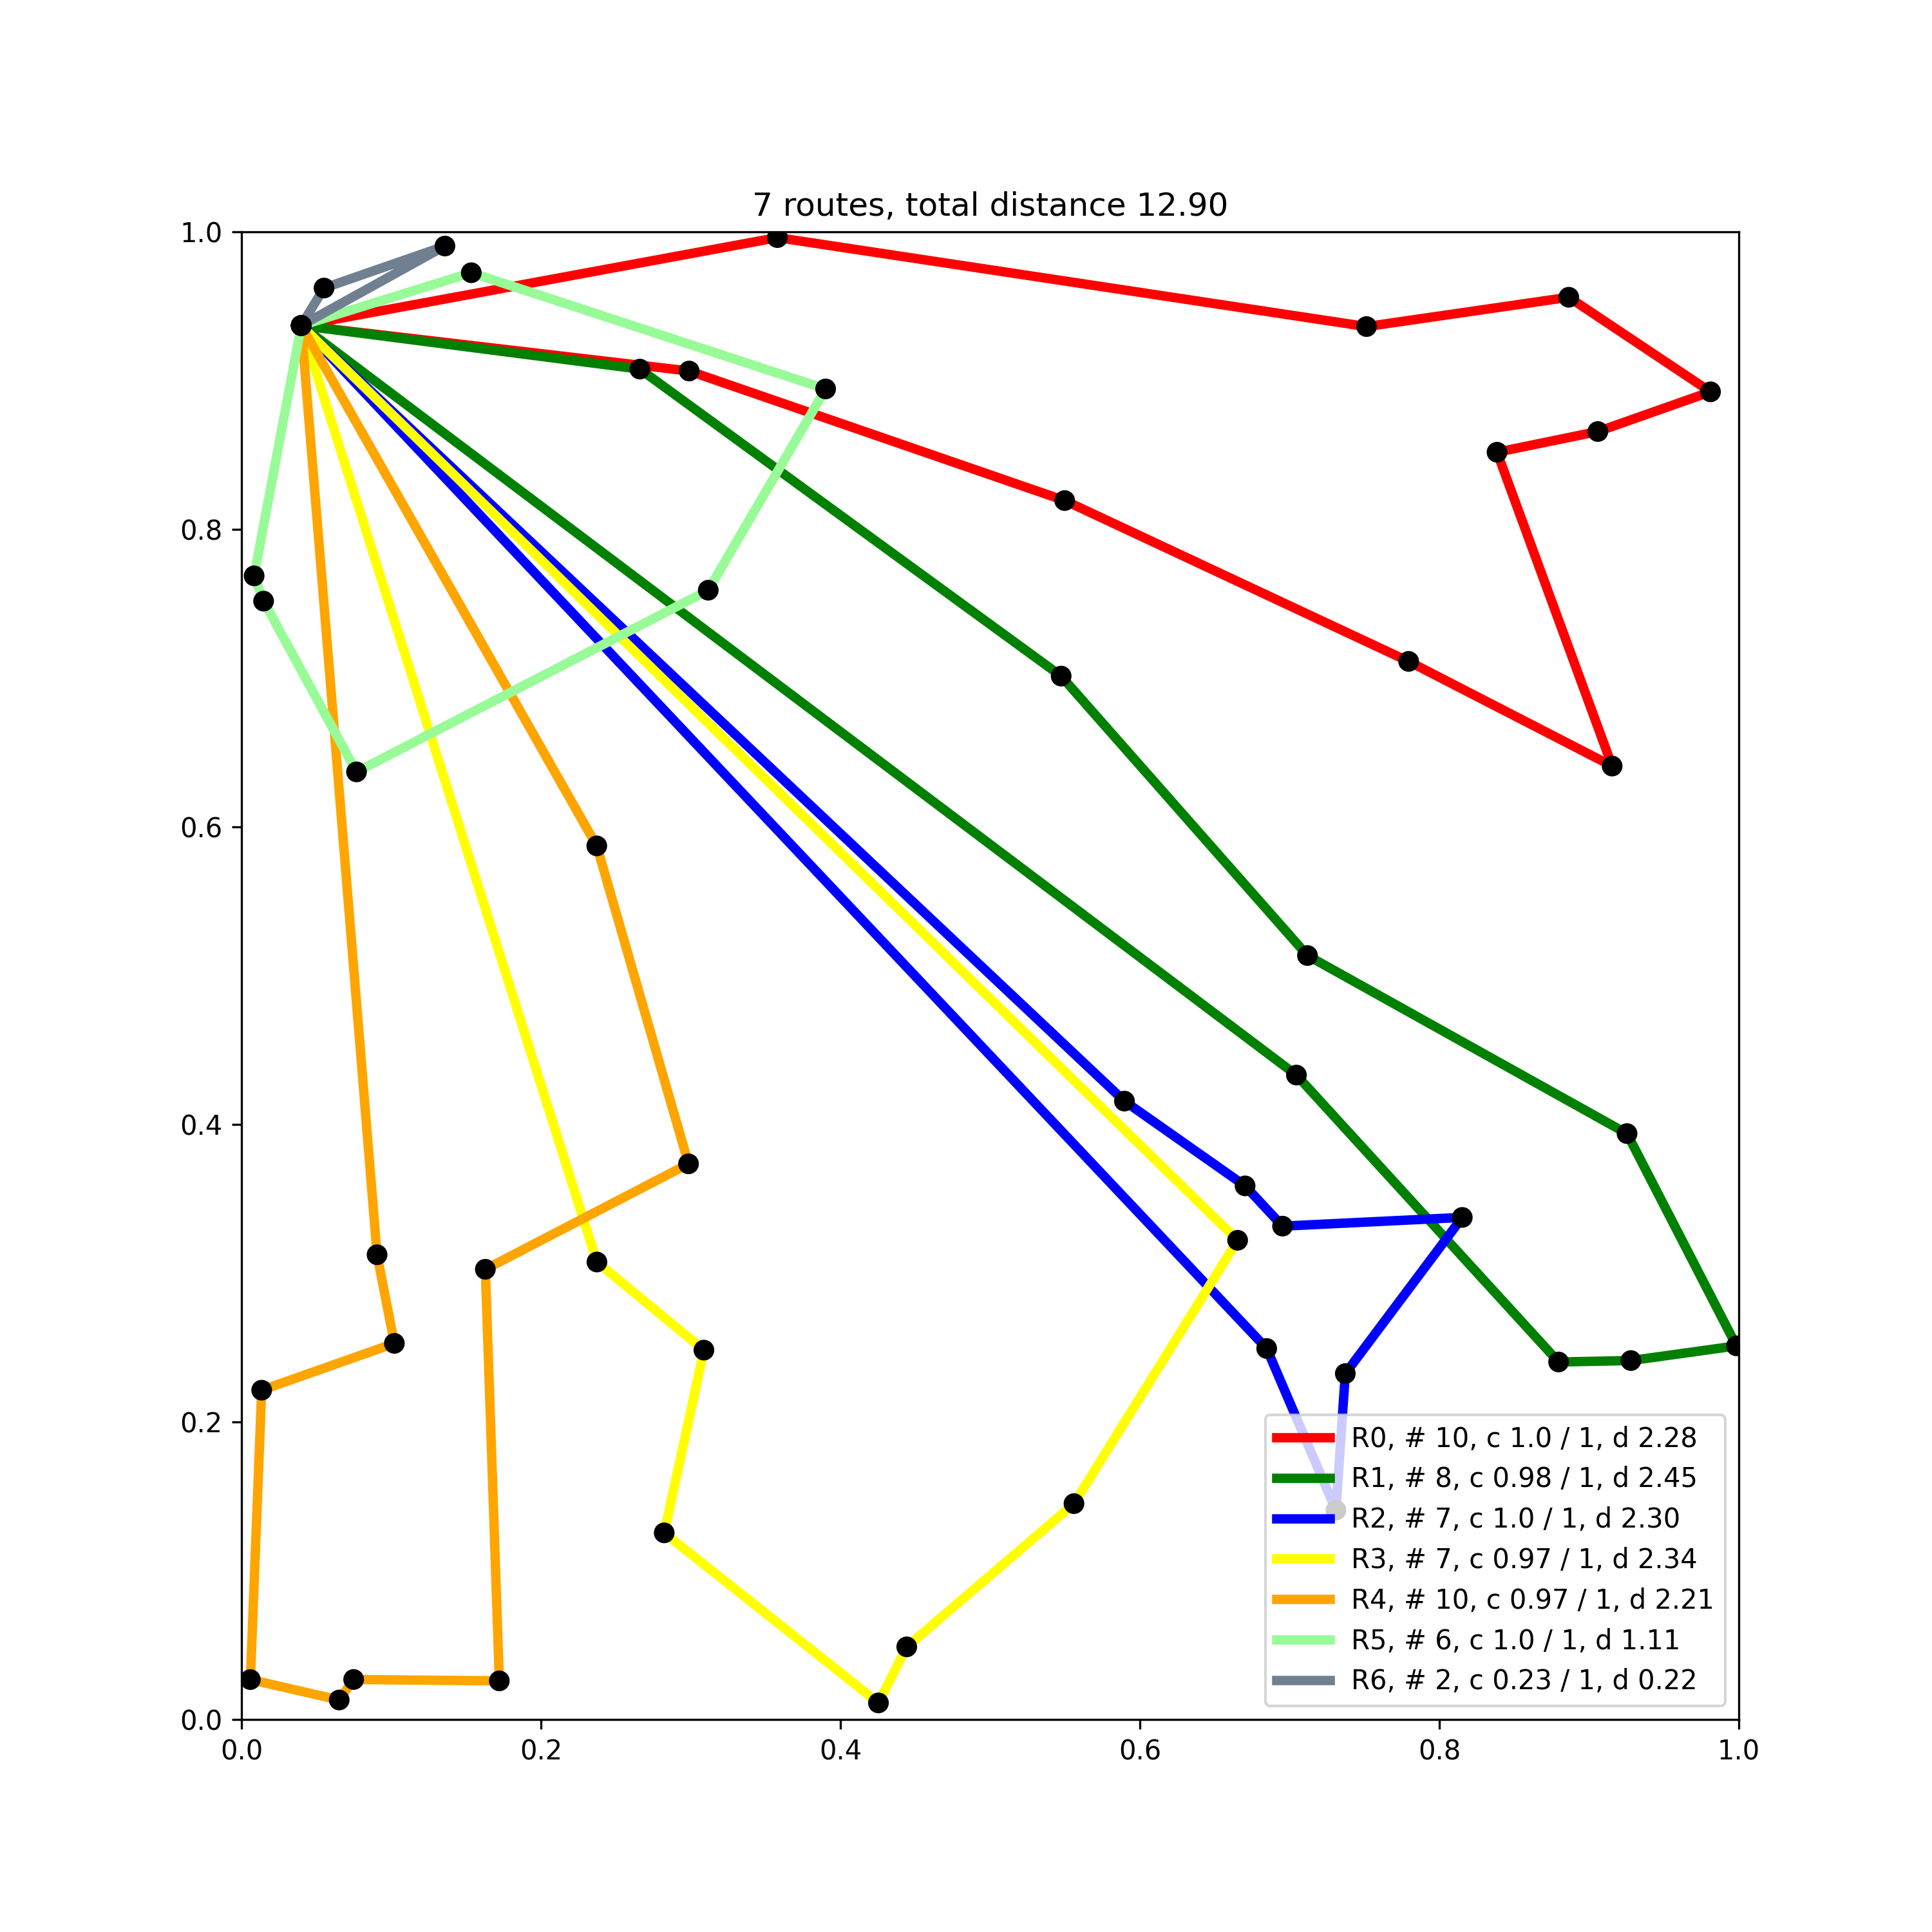 7 routes, total distance 12.90
1.0
0.8
0.6
0.4
0.2
0.0
R0, # 10, c 1.0 / 1, d 2.28
R1, # 8, c 0.98 / 1, d 2.45
R2, # 7, c 1.0 / 1, d 2.30
R3, # 7, c 0.97 / 1, d 2.34
R4, # 10, c 0.97 / 1, d 2.21
R5, # 6, c 1.0 / 1, d 1.11
R6, # 2, c 0.23 / 1, d 0.22
0.0 0.2 0.4 0.6 0.8 1.0